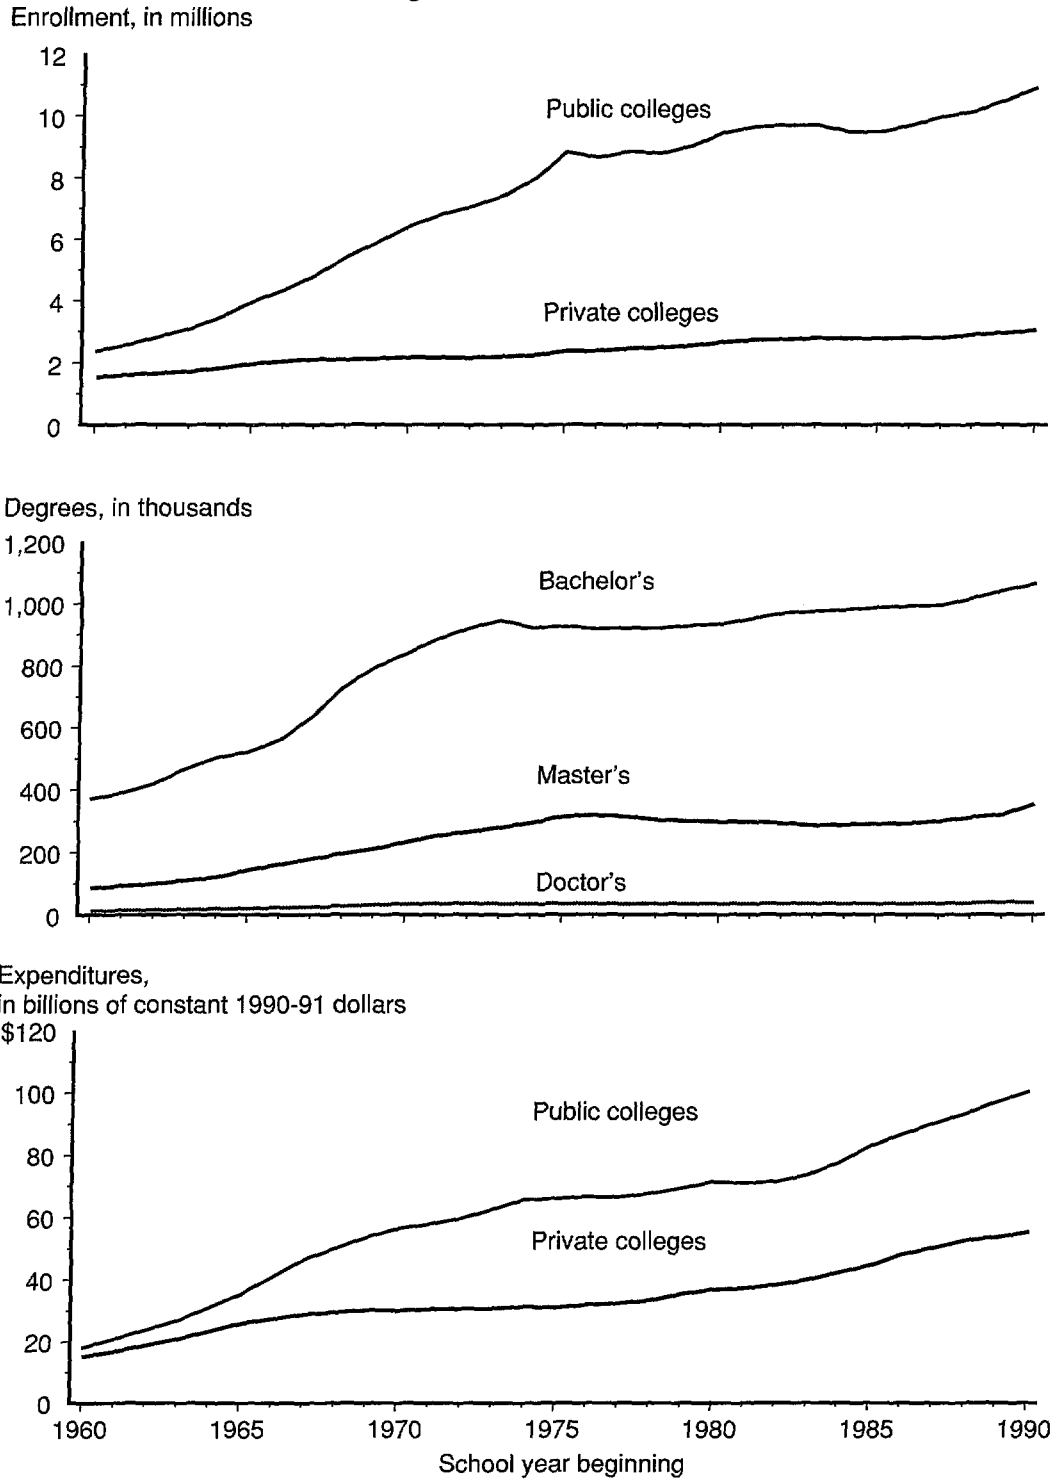 Enrollment, in millions
12
Public colleges
10
8
6
Private colleges
4
2
0
Degrees, in thousands
1,200
Bachelor's
1,000
800
600
Master's
400
200
Doctor's
0
Expenditures,
in billions of constant 1990-91 dollars
$120
100
Public colleges
80
60
Private colleges
40
20
0
1960 1965 1970 1975 1980 1985 1990
School year beginning